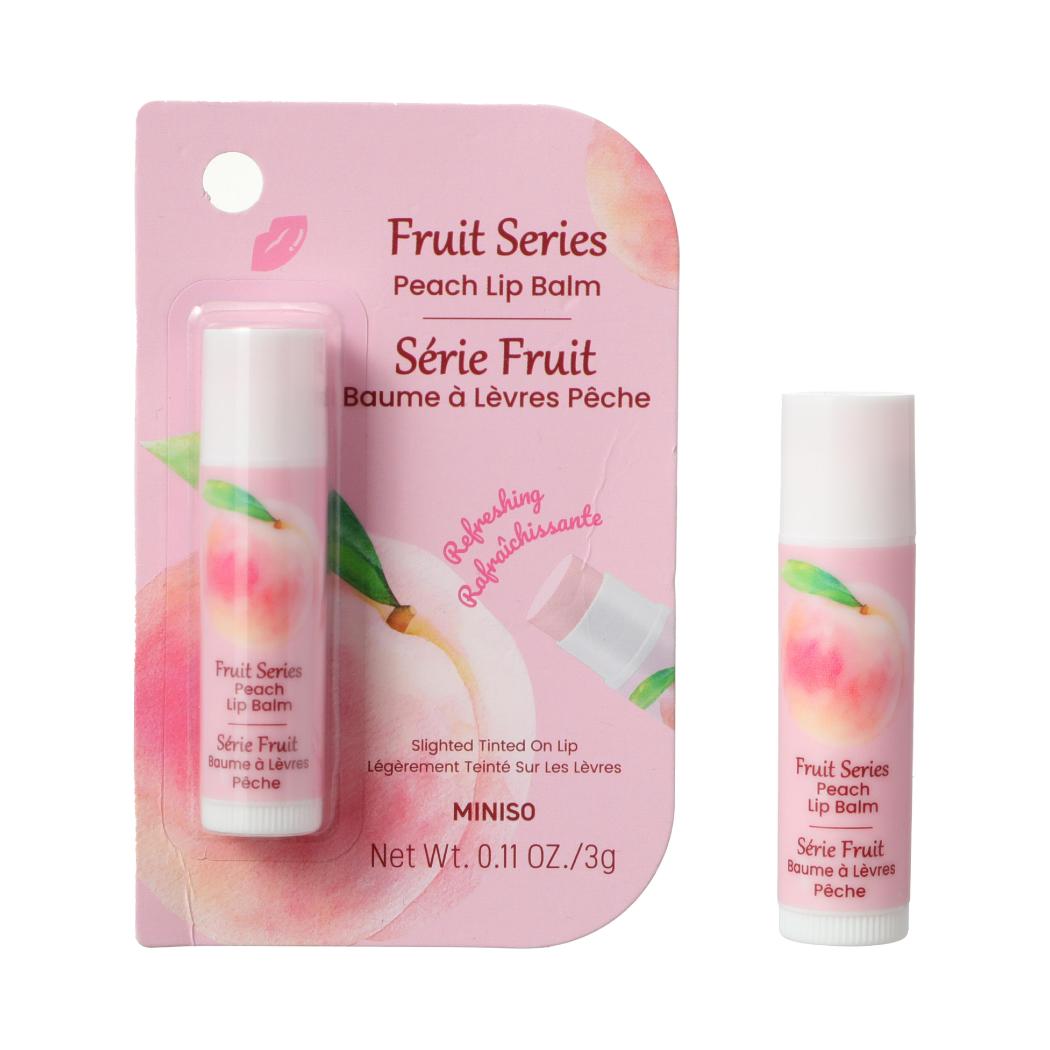 Fruit Series
Peach Lip Balm
Série Fruit
Baume à Lèvres Pêche
Refreshing
Rafraîchissante
Slighted Tinted On Lip
Légèrement Teinté Sur Les Lèvres
MINISO
Net Wt. 0.11 OZ./3g
Fruit Series
Peach
Lip Balm
Série Fruit
Baume à Lèvres
Pêche
Fruit Series
Peach
Lip Balm
Série Fruit
Baume à Lèvres
Pêche